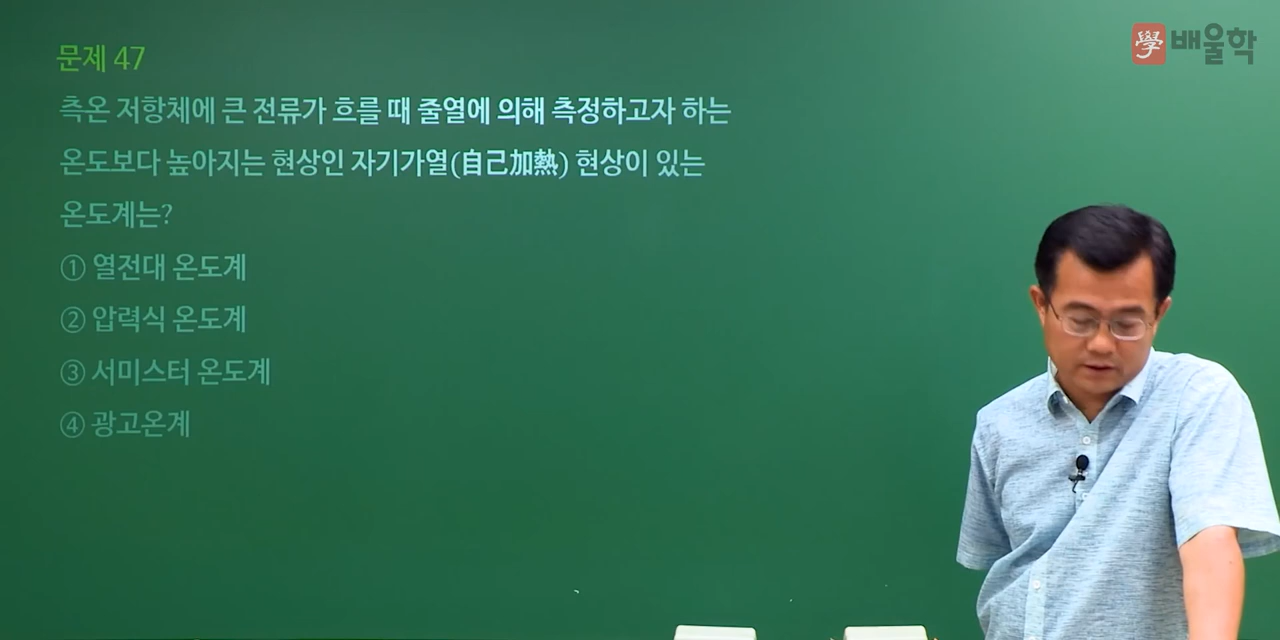 學 배울학
문제 47
측온 저항체에 큰 전류가 흐를 때 줄열에 의해 측정하고자 하는
온도보다 높아지는 현상인 자기가열(自己加熱) 현상이 있는
온도계는?
① 열전대 온도계
② 압력식 온도계
③ 서미스터 온도계
④ 광고온계